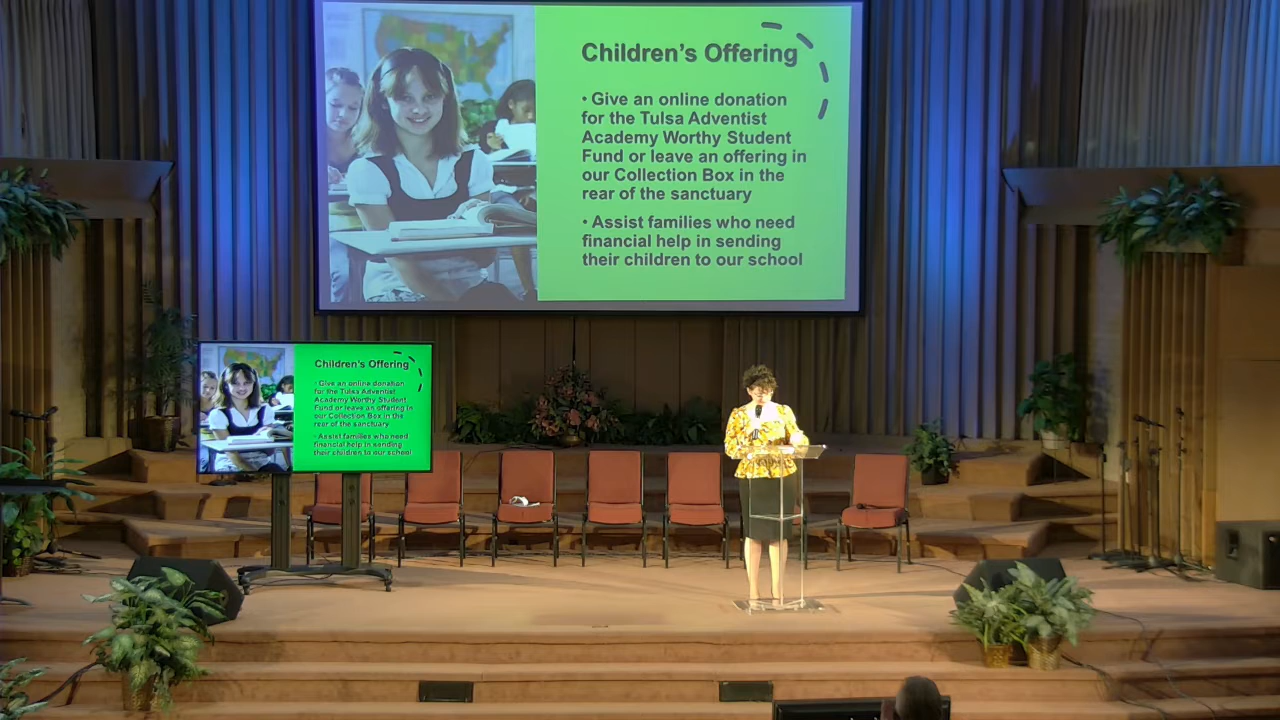 Children's Offering
• Give an online donation
for the Tulsa Adventist
Academy Worthy Student
Fund or leave an offering in
our Collection Box in the
rear of the sanctuary
• Assist families who need
financial help in sending
their children to our school
Children's Offering
• Give an online donation
for the Tulsa Adventist
Academy Worthy Student
Fund or leave an offering in
our Collection Box in the
rear of the sanctuary
• Assist families who need
financial help in sending
their children to our school